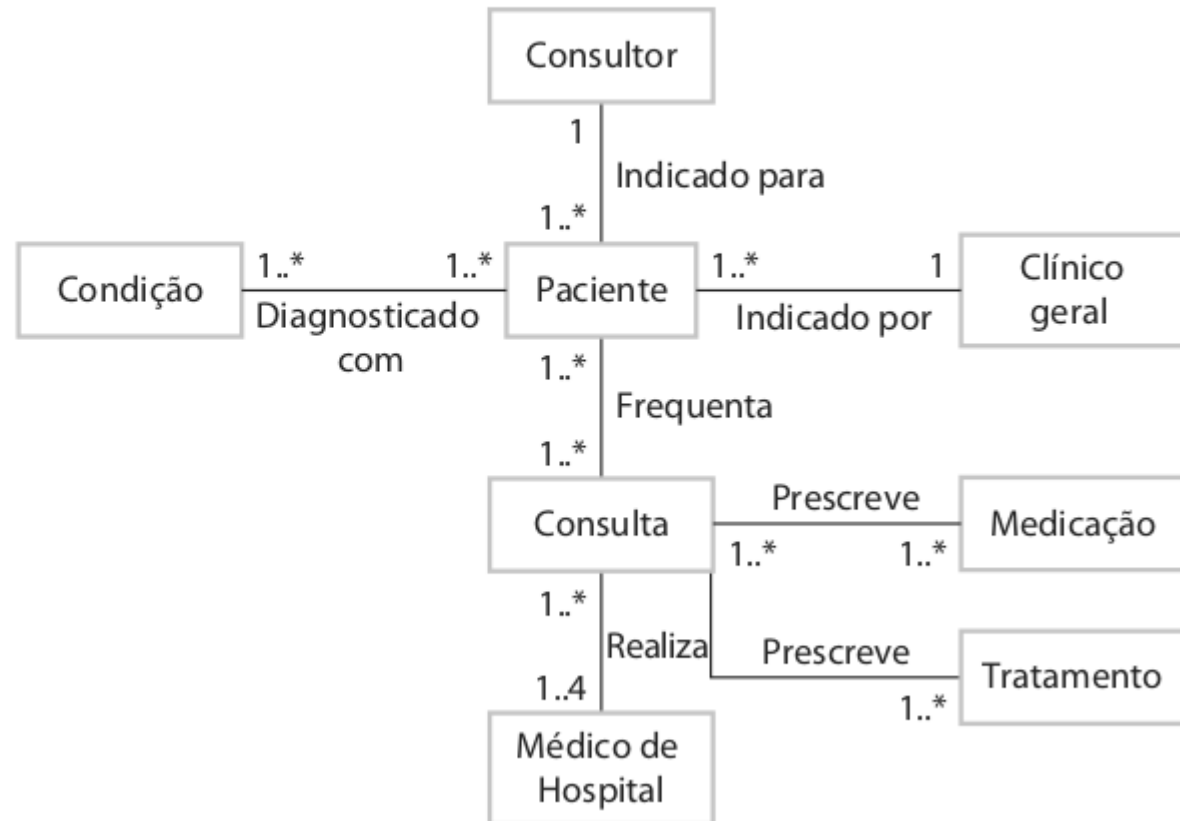 Consultor
1
Indicado para
1..*
Condição
1..*
1..*
Diagnosticado
com
Paciente
1..*
1
Indicado por
Clínico
geral
1..*
Frequenta
1..*
Consulta
Prescreve
1..*
1..*
Medicação
1..*
Realiza
1..4
Prescreve
1..*
Tratamento
Médico de
Hospital